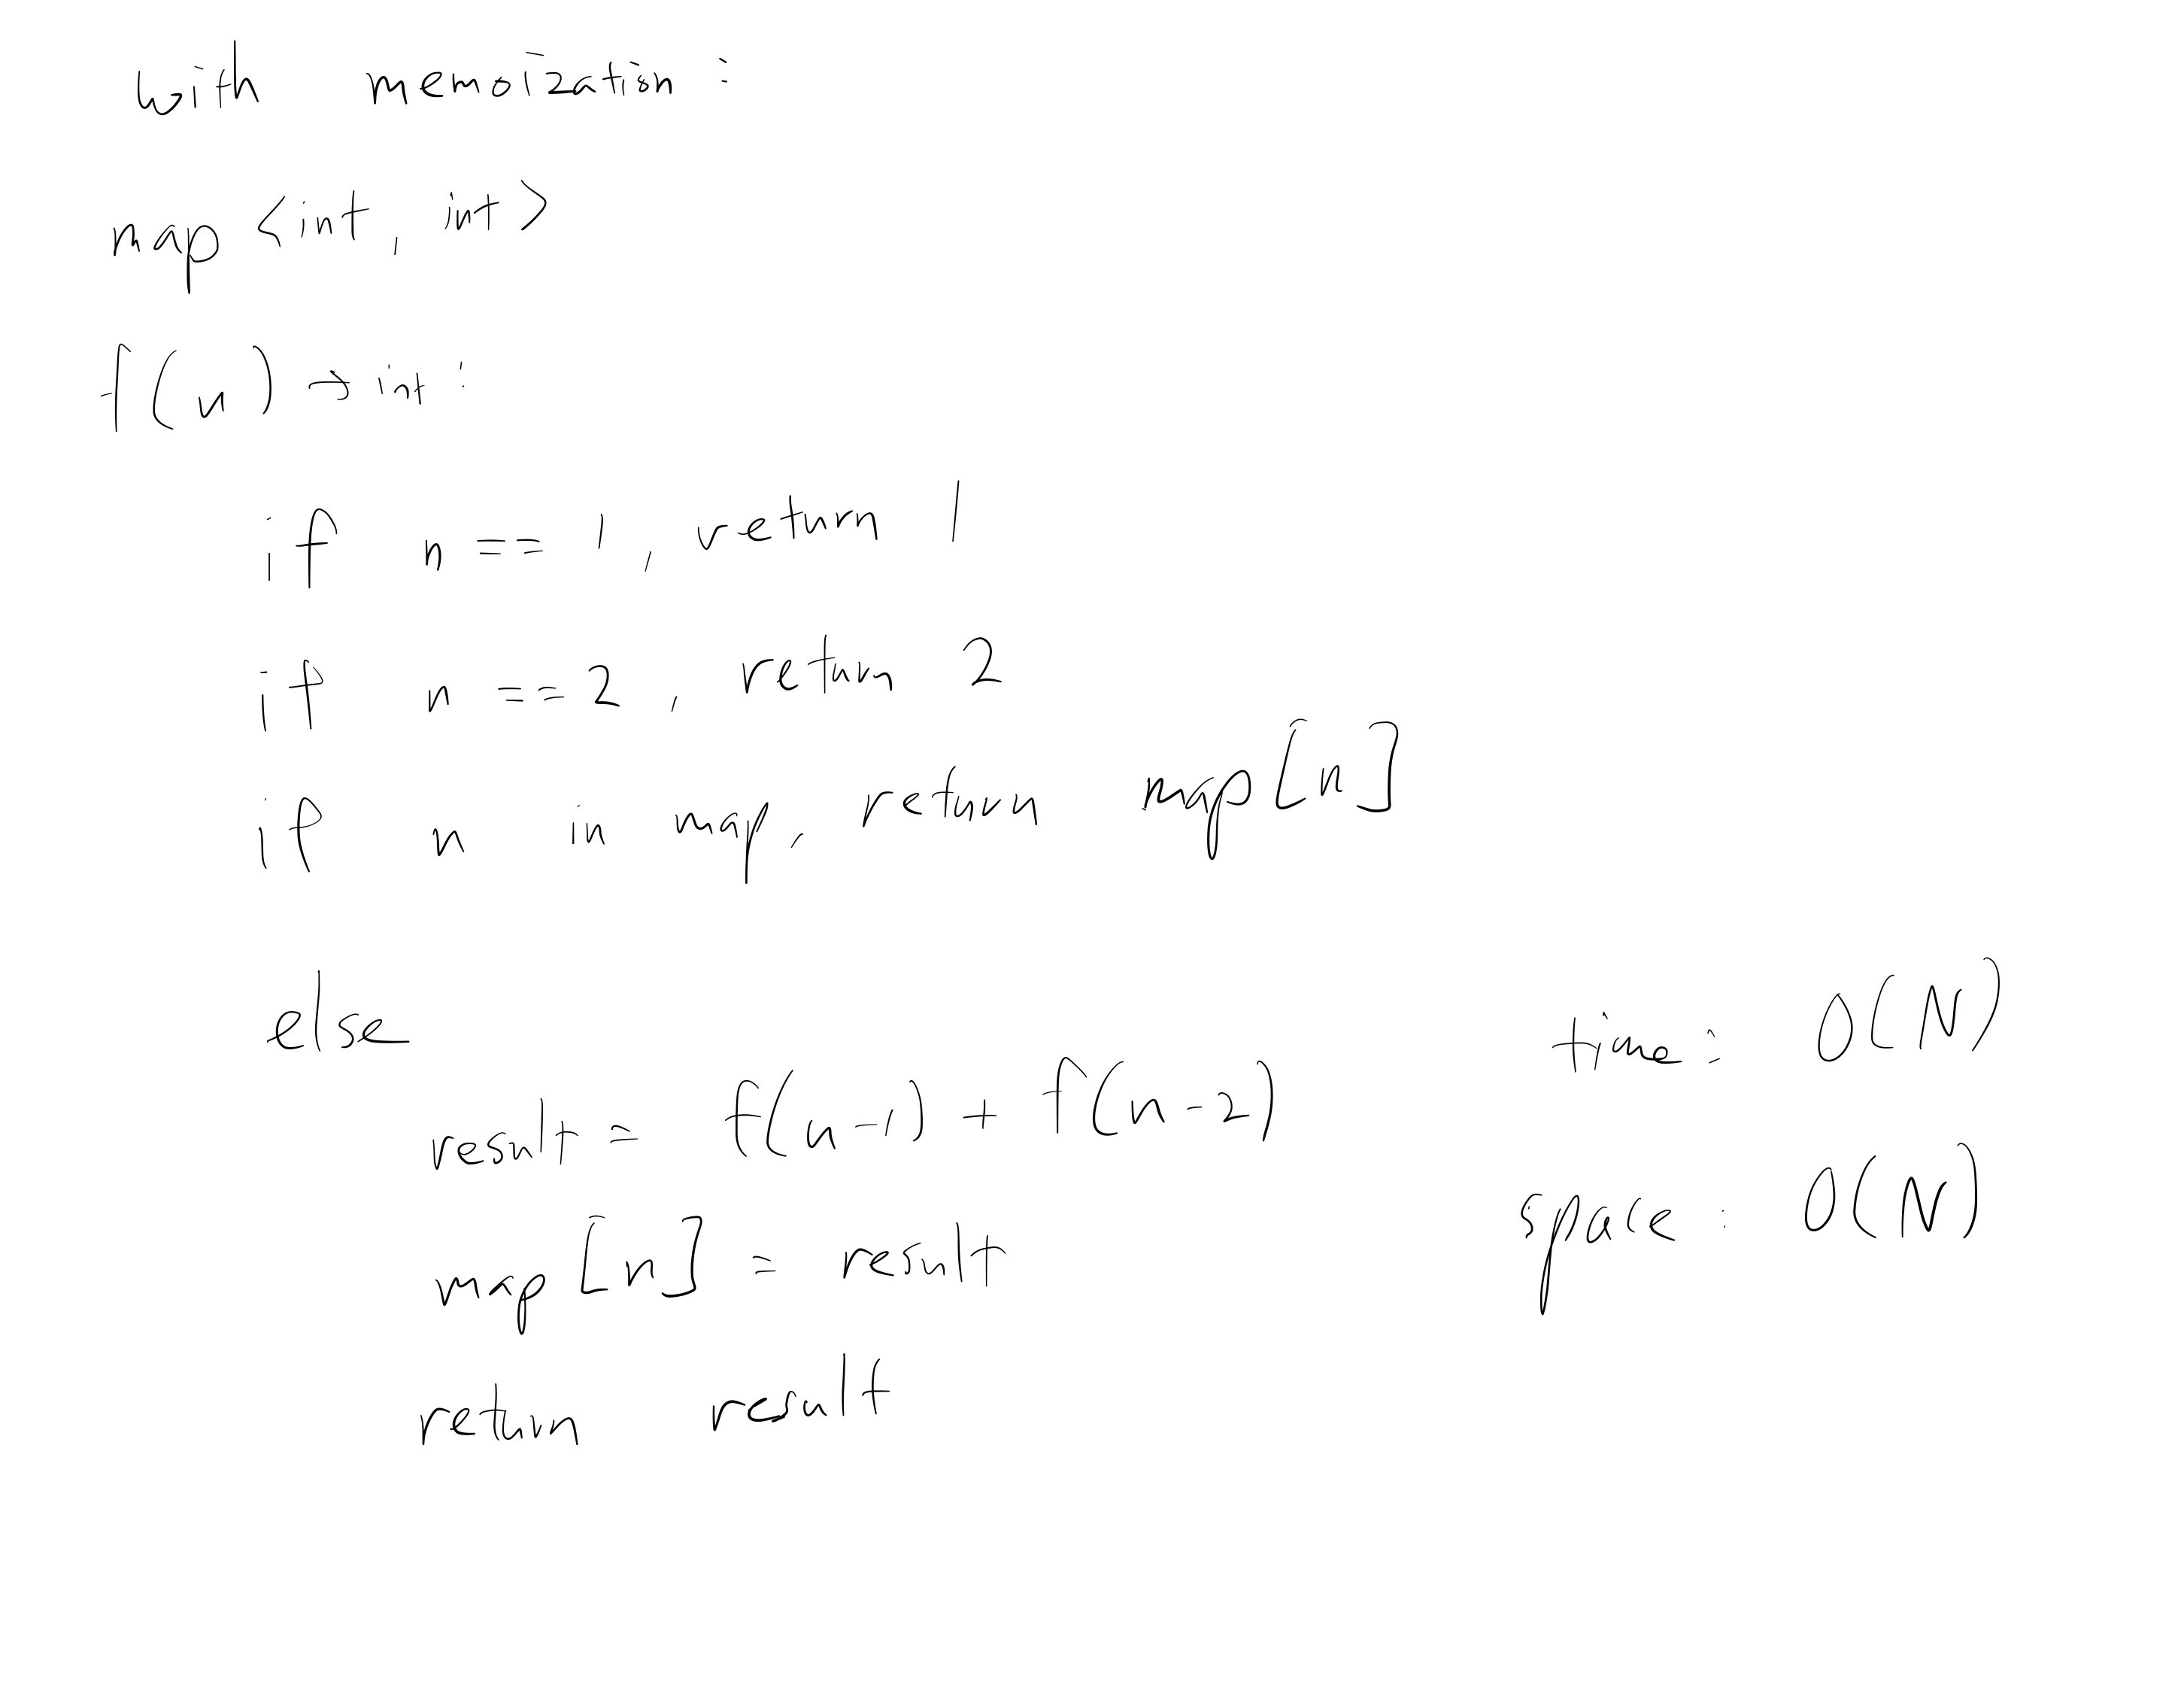 with memoization :
map <int, int>
f(n) → int :
if n == 1, return 1
if n == 2, return 2
if n in map, return map[n]
else
result = f(n-1) + f(n-2)
map[n] = result
return result
time : O(N)
space : O(N)